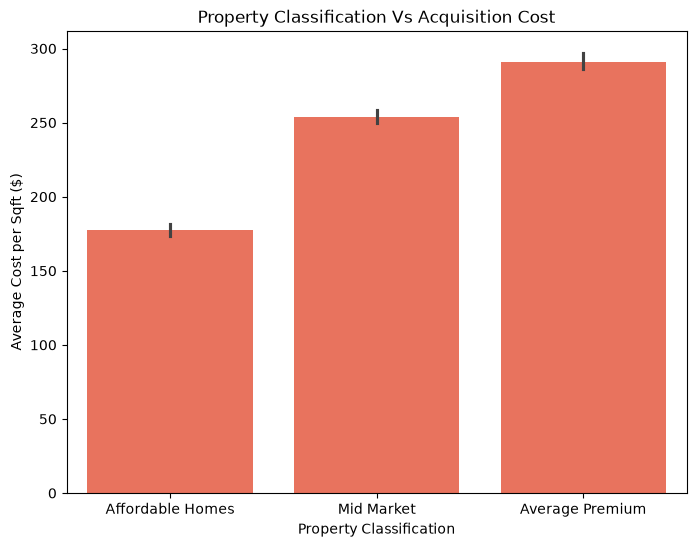 Property Classification Vs Acquisition Cost
Average Cost per Sqft ($)
300
250
200
150
100
50
0
Affordable Homes
Mid Market
Average Premium
Property Classification